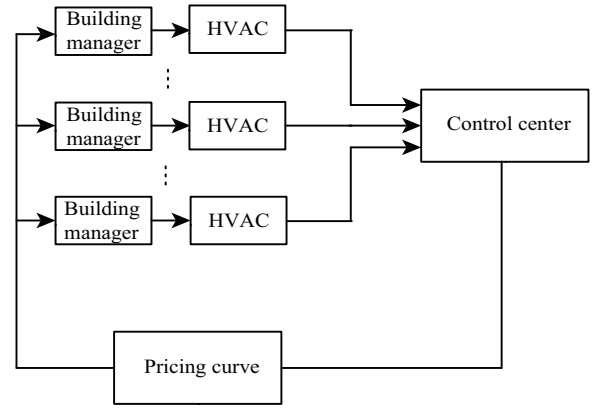 Building
manager
HVAC
Building
manager
HVAC
Control center
Building
manager
HVAC
Pricing curve